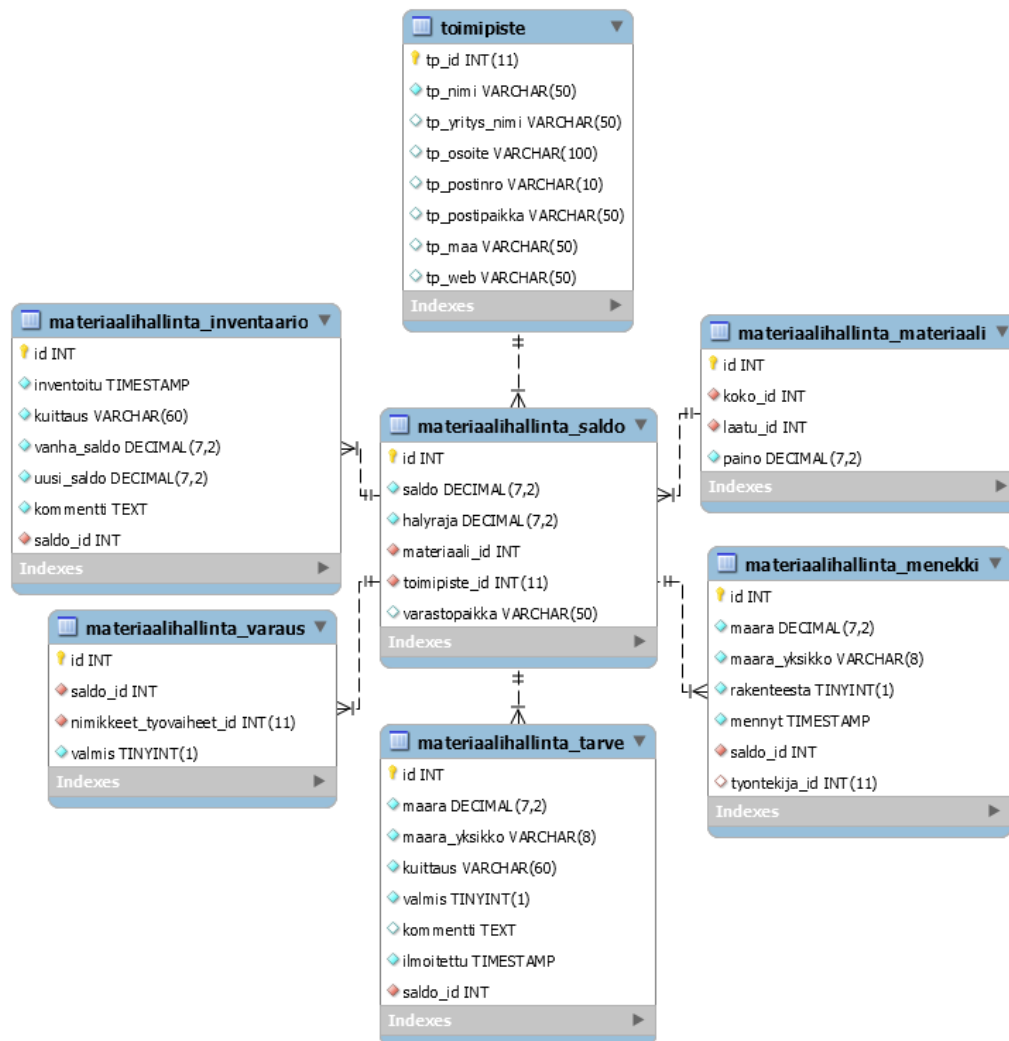 toimipiste
tp_id INT(11)
tp_nimi VARCHAR(50)
tp_yritys_nimi VARCHAR(50)
tp_osoite VARCHAR(100)
tp_postinro VARCHAR(10)
tp_postipaikka VARCHAR(50)
tp_maa VARCHAR(50)
tp_web VARCHAR(50)
Indexes
materiaalihallinta_inventaario
id INT
inventoitu TIMESTAMP
kuittaus VARCHAR(60)
vanha_saldo DECIMAL(7,2)
uusi_saldo DECIMAL(7,2)
kommentti TEXT
saldo_id INT
Indexes
materiaalihallinta_materiaali
id INT
koko_id INT
laatu_id INT
paino DECIMAL(7,2)
Indexes
materiaalihallinta_saldo
id INT
saldo DECIMAL(7,2)
halyraja DECIMAL(7,2)
materiaali_id INT
toimipiste_id INT(11)
varastopaikka VARCHAR(50)
Indexes
materiaalihallinta_varaus
id INT
saldo_id INT
nimikkeet_tyovaiheet_id INT(11)
valmis TINYINT(1)
Indexes
materiaalihallinta_menekki
id INT
maara DECIMAL(7,2)
maara_yksikko VARCHAR(8)
rakenteesta TINYINT(1)
mennyt TIMESTAMP
saldo_id INT
tyontekija_id INT(11)
Indexes
materiaalihallinta_tarve
id INT
maara DECIMAL(7,2)
maara_yksikko VARCHAR(8)
kuittaus VARCHAR(60)
valmis TINYINT(1)
kommentti TEXT
ilmoitettu TIMESTAMP
saldo_id INT
Indexes